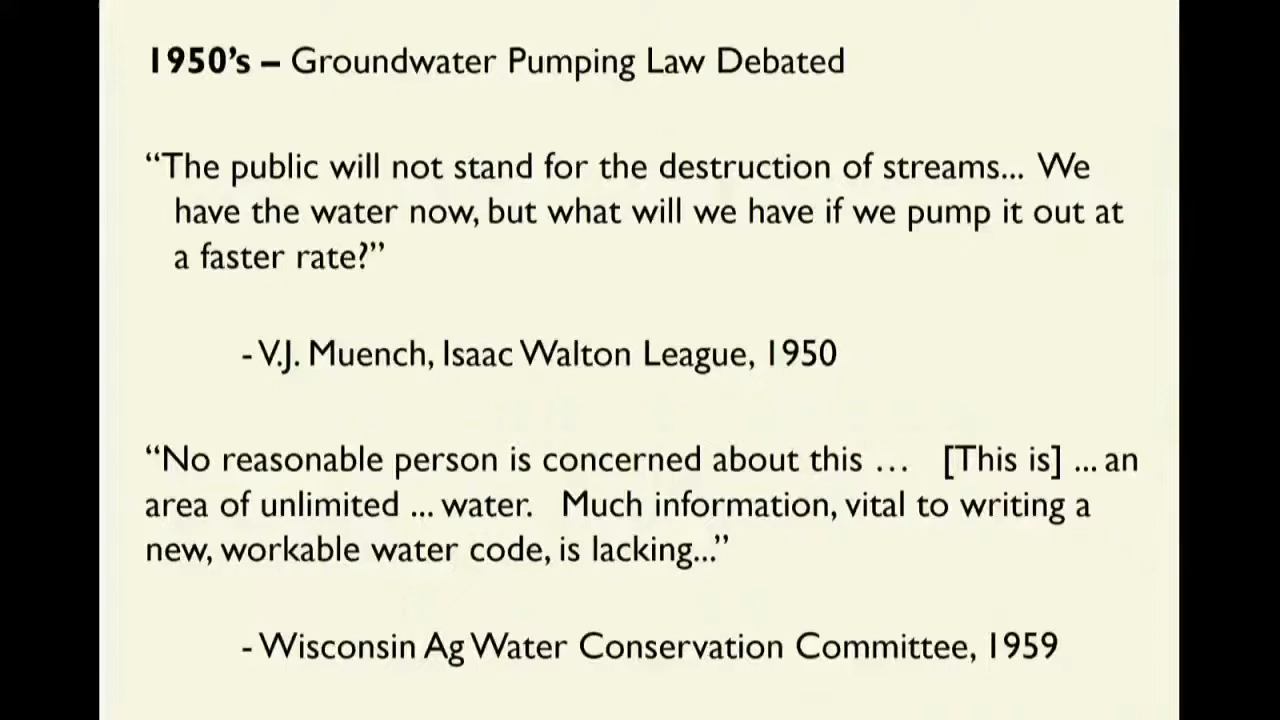 1950’s – Groundwater Pumping Law Debated
“The public will not stand for the destruction of streams... We
have the water now, but what will we have if we pump it out at
a faster rate?”
- V.J. Muench, Isaac Walton League, 1950
“No reasonable person is concerned about this … [This is] ... an
area of unlimited ... water. Much information, vital to writing a
new, workable water code, is lacking...”
- Wisconsin Ag Water Conservation Committee, 1959